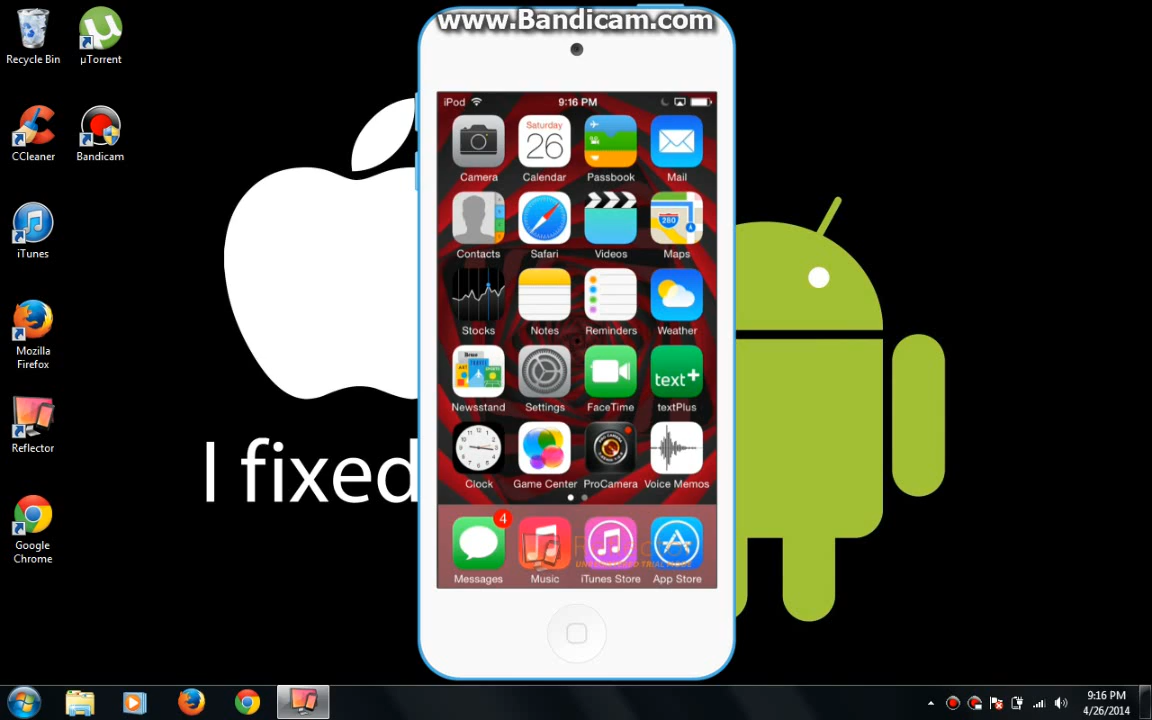 www.Bandicam.com
Recycle Bin
µTorrent
CCleaner
Bandicam
iTunes
Mozilla
Firefox
Reflector
Google
Chrome
I fixed
iPod
9:16 PM
Saturday
26
Camera
Calendar
Passbook
Mail
280
Contacts
Safari
Videos
Maps
Stocks
Notes
Reminders
Weather
text+
Newsstand
Settings
FaceTime
textPlus
Clock
Game Center
ProCamera
Voice Memos
4
Messages
Music
iTunes Store
App Store
9:16 PM
4/26/2014